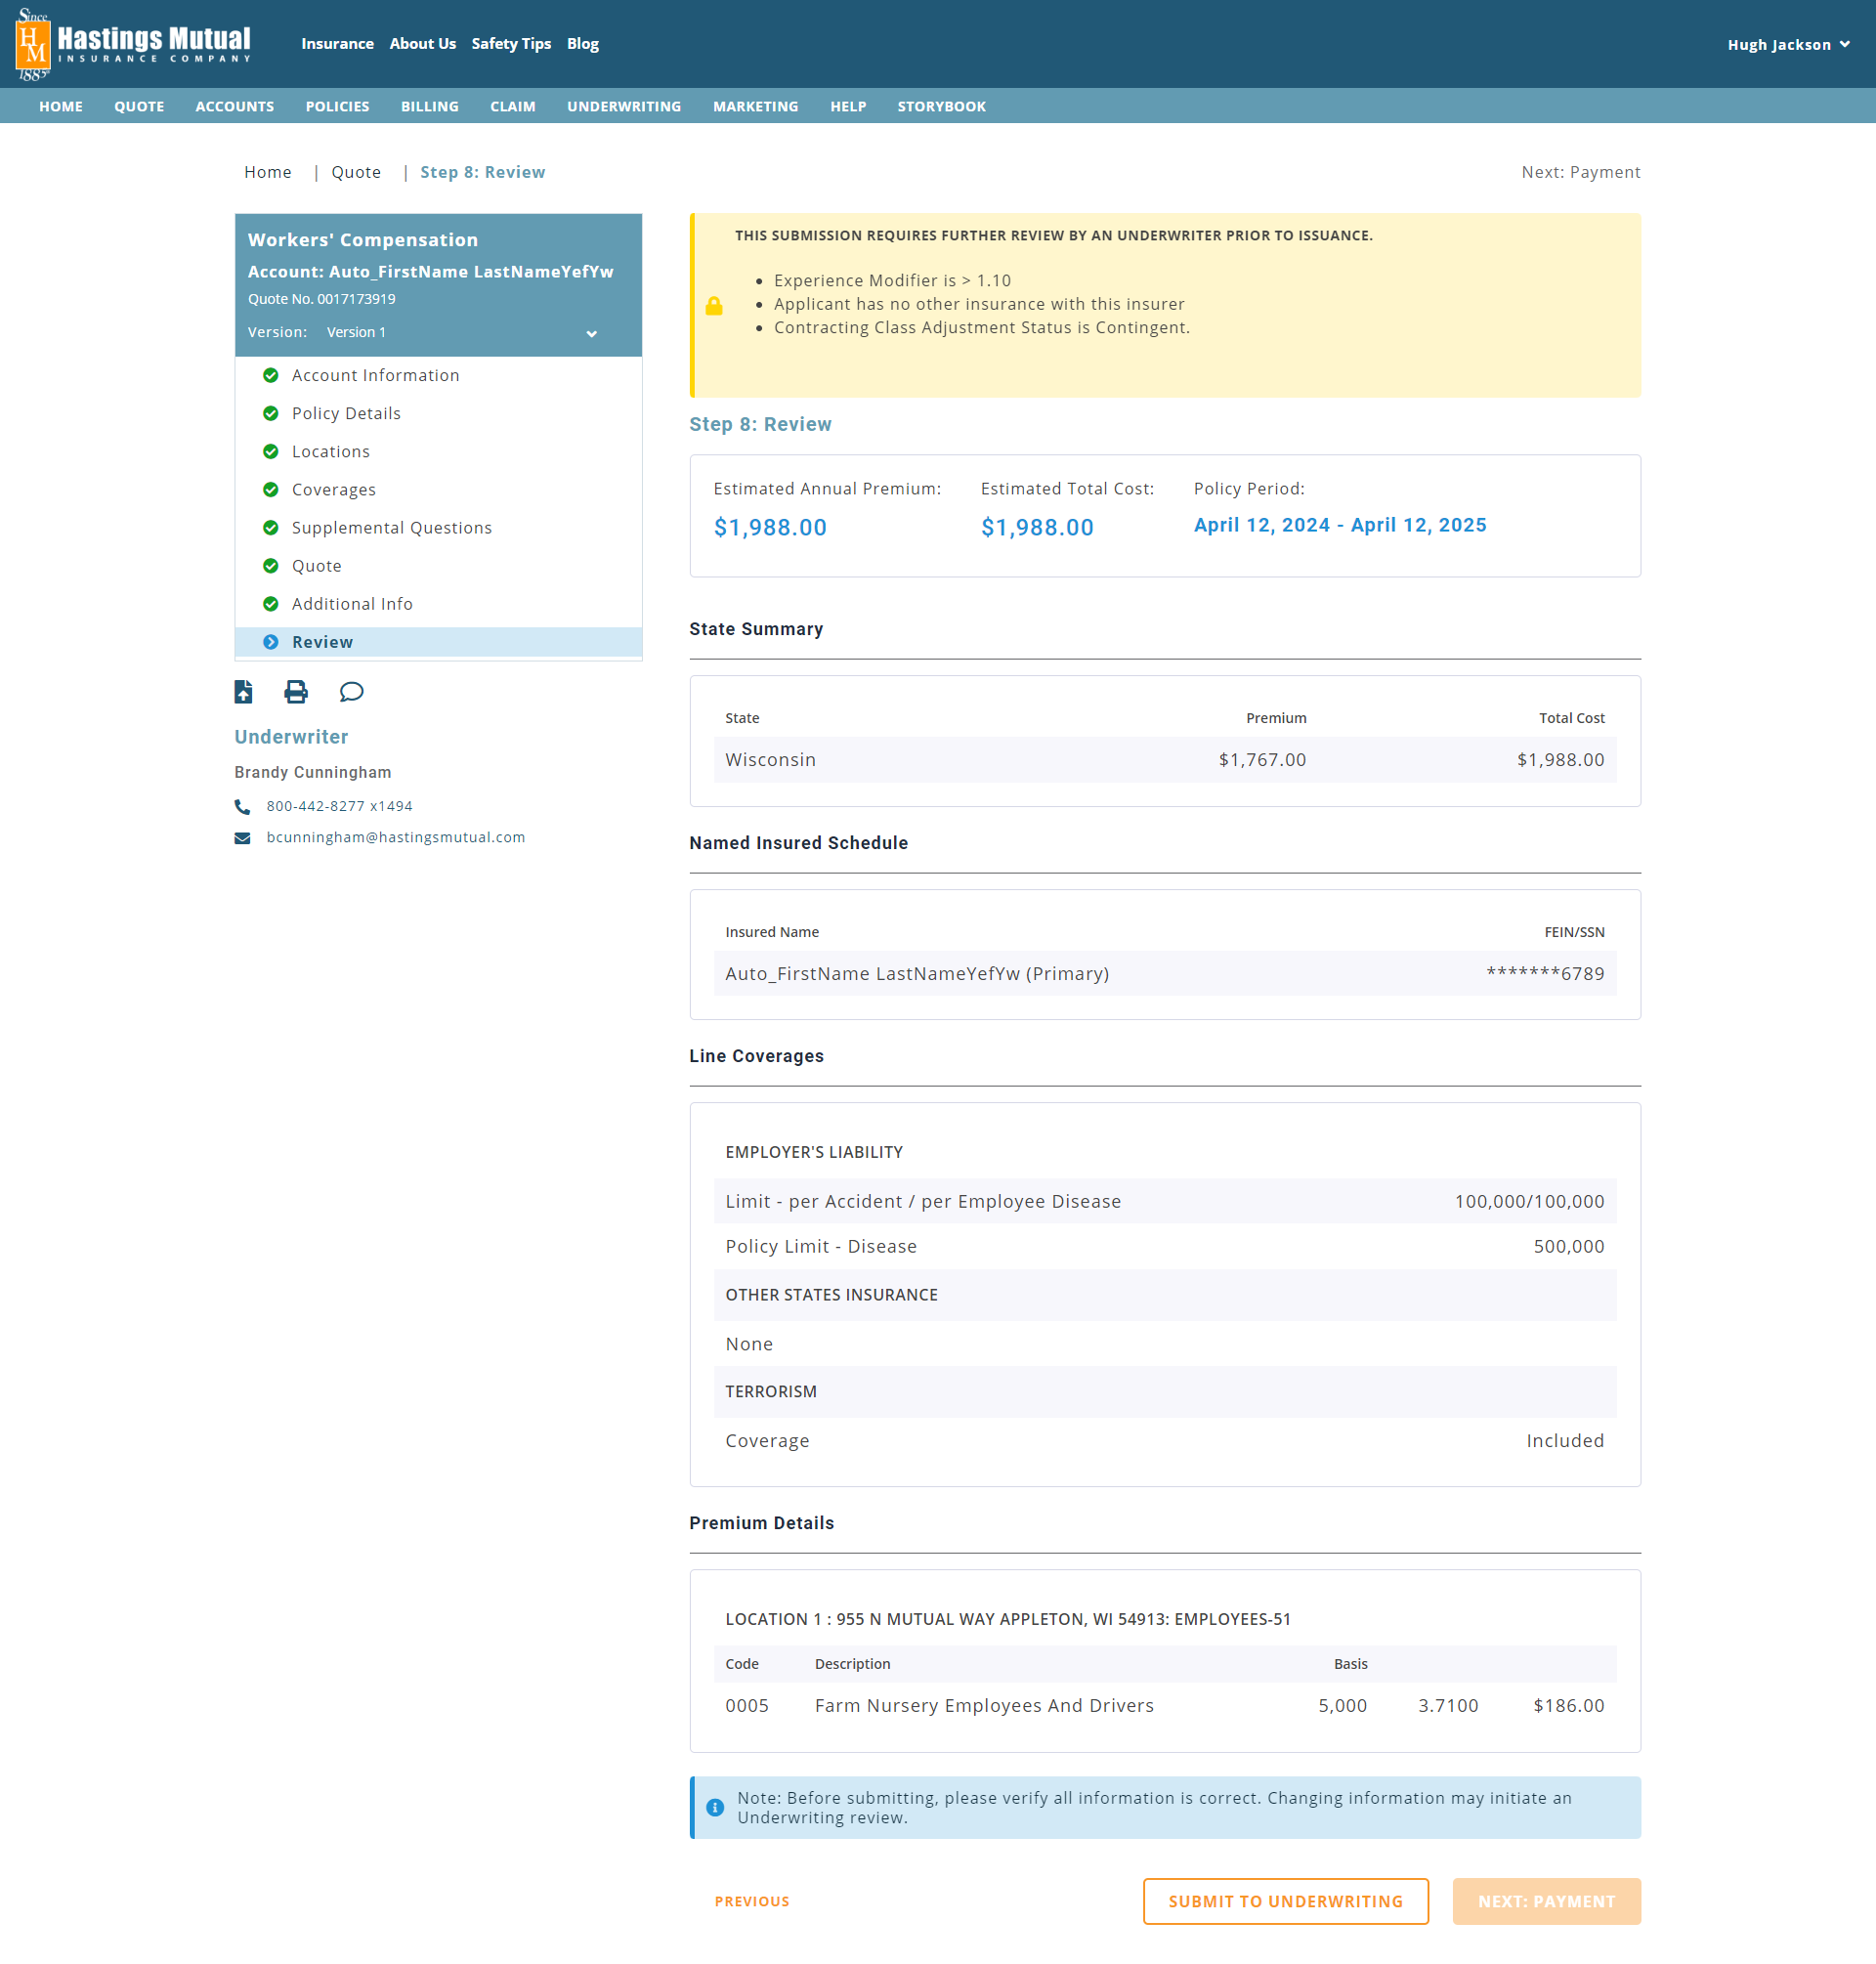 Since
HM
1885
Hastings Mutual
INSURANCE COMPANY
Insurance About Us Safety Tips Blog
Hugh Jackson
HOME QUOTE ACCOUNTS POLICIES BILLING CLAIM UNDERWRITING MARKETING HELP STORYBOOK
Home | Quote | Step 8: Review
Next: Payment
Workers' Compensation
Account: Auto_FirstName LastNameYefYw
Quote No. 0017173919
Version: Version 1
Account Information
Policy Details
Locations
Coverages
Supplemental Questions
Quote
Additional Info
Review
Underwriter
Brandy Cunningham
800-442-8277 x1494
bcunningham@hastingsmutual.com
THIS SUBMISSION REQUIRES FURTHER REVIEW BY AN UNDERWRITER PRIOR TO ISSUANCE.
• Experience Modifier is > 1.10
• Applicant has no other insurance with this insurer
• Contracting Class Adjustment Status is Contingent.
Step 8: Review
Estimated Annual Premium: Estimated Total Cost: Policy Period:
$1,988.00 $1,988.00 April 12, 2024 - April 12, 2025
State Summary
State Premium Total Cost
Wisconsin $1,767.00 $1,988.00
Named Insured Schedule
Insured Name FEIN/SSN
Auto_FirstName LastNameYefYw (Primary) *******6789
Line Coverages
EMPLOYER'S LIABILITY
Limit - per Accident / per Employee Disease 100,000/100,000
Policy Limit - Disease 500,000
OTHER STATES INSURANCE
None
TERRORISM
Coverage Included
Premium Details
LOCATION 1 : 955 N MUTUAL WAY APPLETON, WI 54913: EMPLOYEES-51
Code Description Basis
0005 Farm Nursery Employees And Drivers 5,000 3.7100 $186.00
Note: Before submitting, please verify all information is correct. Changing information may initiate an
Underwriting review.
PREVIOUS SUBMIT TO UNDERWRITING NEXT: PAYMENT